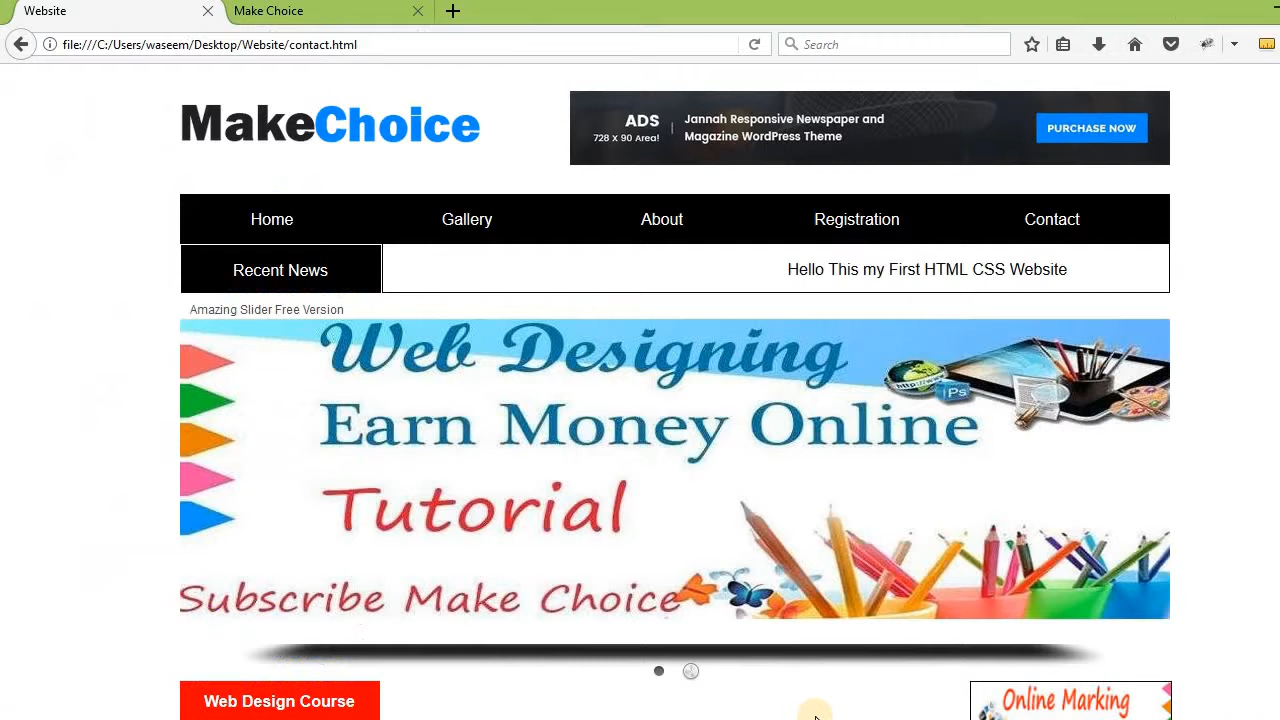 Website
Make Choice
file:///C:/Users/waseem/Desktop/Website/contact.html
Search
MakeChoice
ADS
728 x 90 Area!
Jannah Responsive Newspaper and
Magazine WordPress Theme
PURCHASE NOW
Home
Gallery
About
Registration
Contact
Recent News
Hello This my First HTML CSS Website
Amazing Slider Free Version
Web Designing
http://www
Ps
Earn Money Online
Tutorial
Subscribe Make Choice
Web Design Course
Online Marking